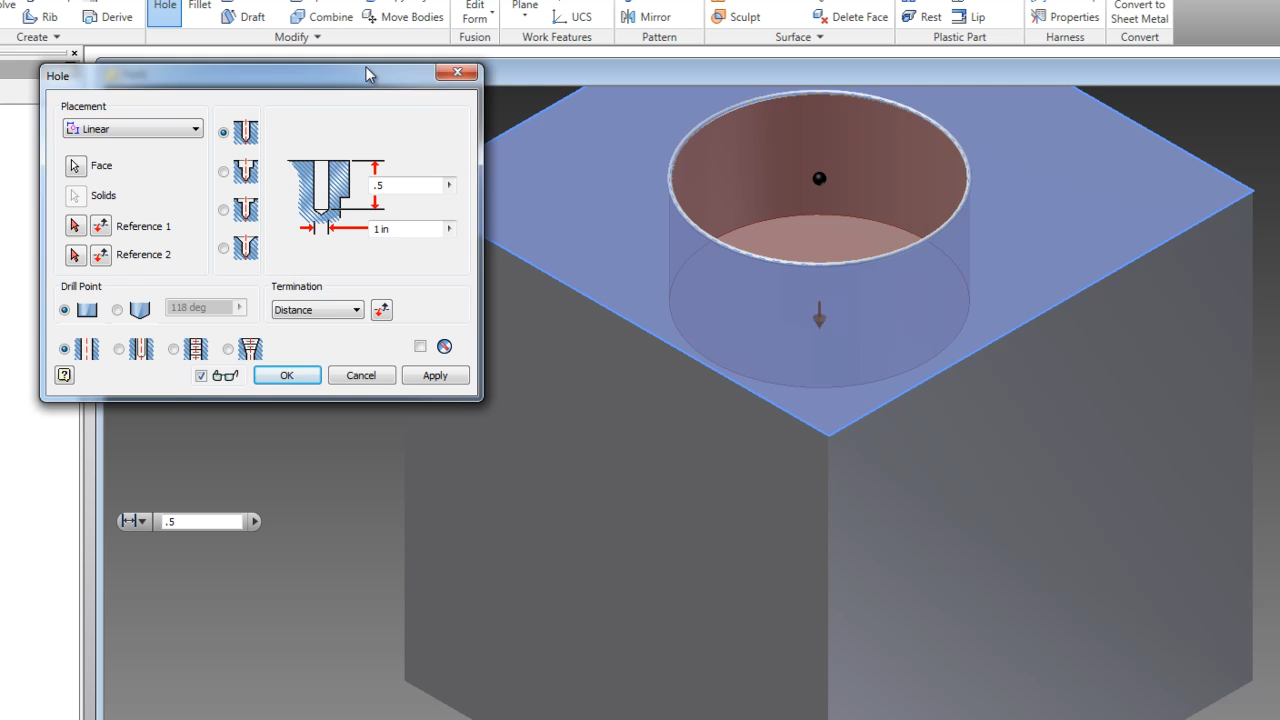 Hole
Fillet
Edit
Form
Plane
Convert to
Sheet Metal
Rib
Derive
Draft
Combine
Move Bodies
UCS
Mirror
Sculpt
Delete Face
Rest
Lip
Properties
Create
Modify
Fusion
Work Features
Pattern
Surface
Plastic Part
Harness
Convert
Hole
Placement
Linear
Face
Solids
Reference 1
Reference 2
.5
1 in
Drill Point
118 deg
Termination
Distance
OK
Cancel
Apply
.5